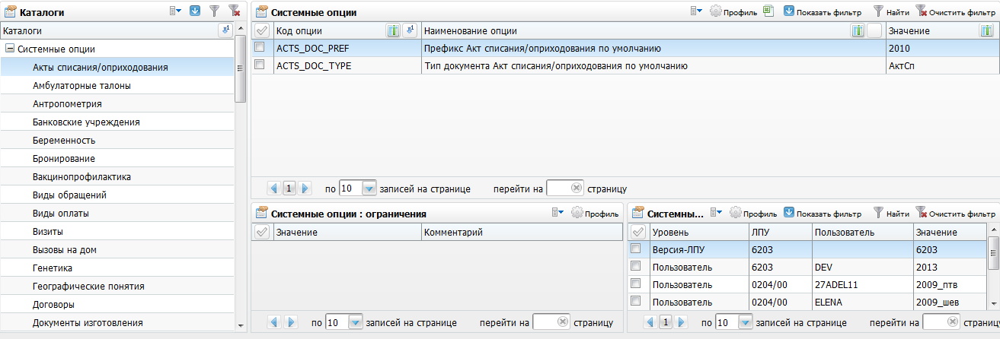 Каталоги
Каталоги
Системные опции
Акты списания/оприходования
Амбулаторные талоны
Антропометрия
Банковские учреждения
Беременность
Бронирование
Вакцинопрофилактика
Виды обращений
Виды оплаты
Визиты
Вызовы на дом
Генетика
Географические понятия
Договоры
Документы изготовления
Системные опции Профиль Показать фильтр Найти Очистить фильтр
Код опции Наименование опции Значение
ACTS_DOC_PREF Префикс Акт списания/оприходования по умолчанию 2010
ACTS_DOC_TYPE Тип документа Акт списания/оприходования по умолчанию АктСп
1 по 10 записей на странице перейти на страницу
Системные опции : ограничения Профиль
Значение Комментарий
по 10 записей на странице перейти на страницу
Системны... Профиль Показать фильтр Найти Очистить фильтр
Уровень ЛПУ Пользователь Значение
Версия-ЛПУ 6203 6203
Пользователь 6203 DEV 2013
Пользователь 0204/00 27ADEL11 2009_птв
Пользователь 0204/00 ELENA 2009_шев
1 по 10 записей на странице перейти на страниц